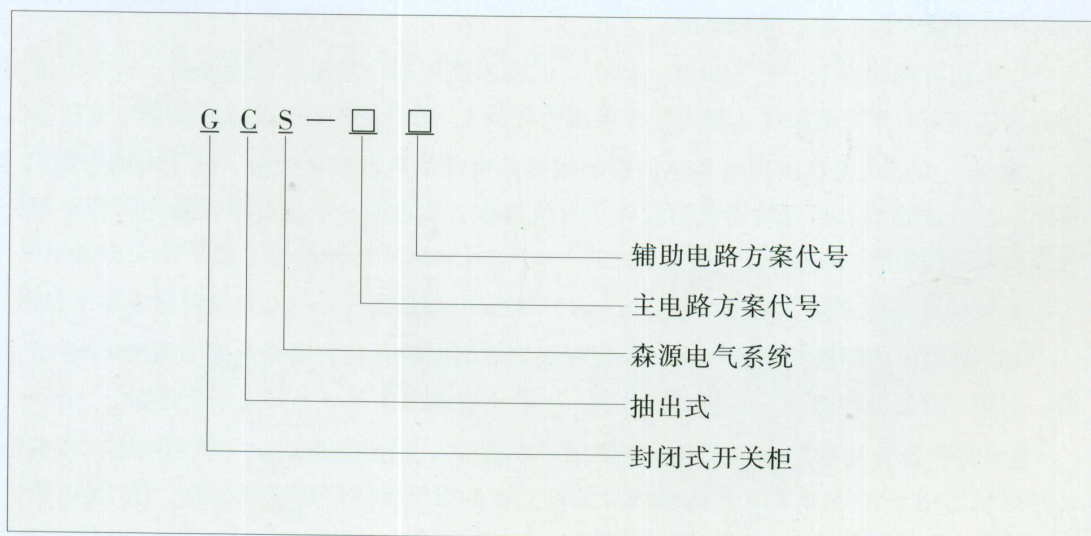 G C S — □ □
辅助电路方案代号
主电路方案代号
森源电气系统
抽出式
封闭式开关柜